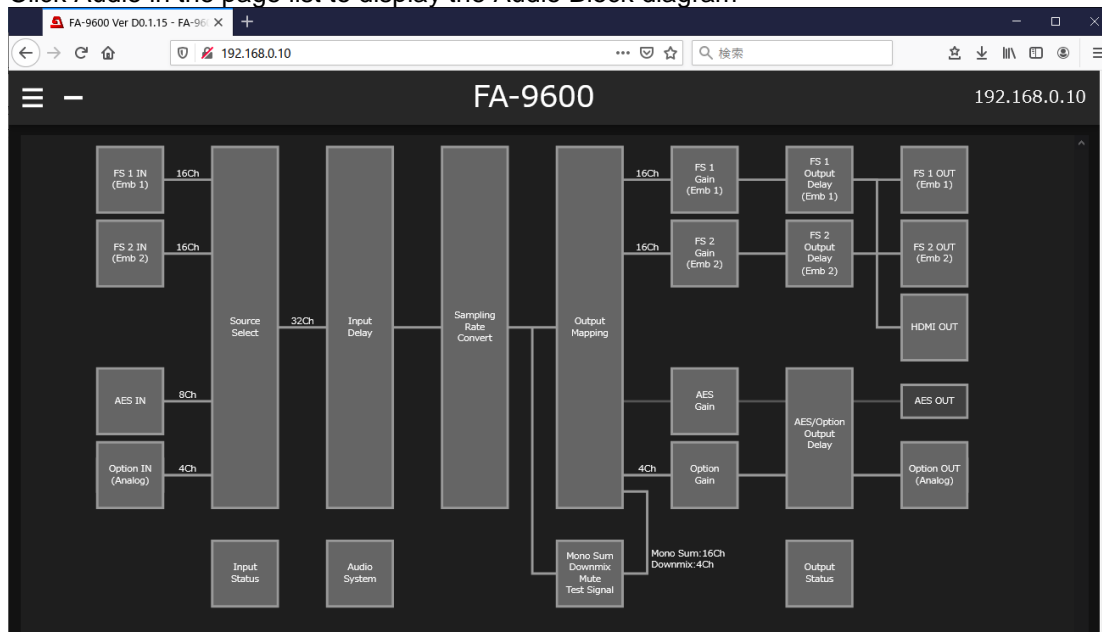 Click Audio in the page list to display the Audio Block diagram
FA-9600 Ver D0.1.15 - FA-960
192.168.0.10
検索
FA-9600
192.168.0.10
FS 1 IN
(Emb 1)
16Ch
FS 2 IN
(Emb 2)
16Ch
AES IN
8Ch
Option IN
(Analog)
4Ch
Source
Select
32Ch
Input
Delay
Sampling
Rate
Convert
Output
Mapping
16Ch
FS 1
Gain
(Emb 1)
FS 1
Output
Delay
(Emb 1)
FS 1 OUT
(Emb 1)
16Ch
FS 2
Gain
(Emb 2)
FS 2
Output
Delay
(Emb 2)
FS 2 OUT
(Emb 2)
HDMI OUT
AES
Gain
AES/Option
Output
Delay
AES OUT
4Ch
Option
Gain
Option OUT
(Analog)
Input
Status
Audio
System
Mono Sum
Downmix
Mute
Test Signal
Mono Sum:16Ch
Downmix:4Ch
Output
Status